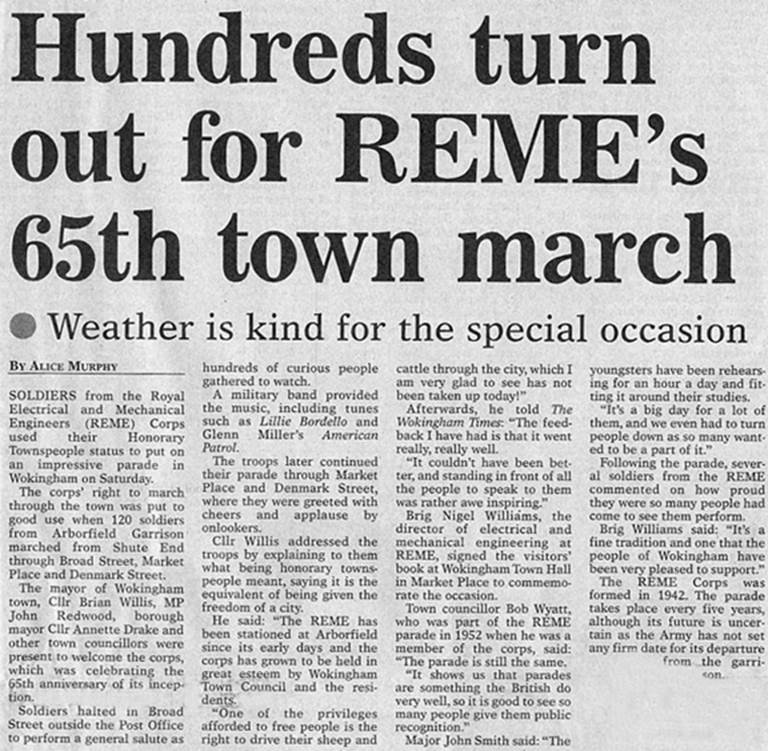 Hundreds turn
out for REME's
65th town march
● Weather is kind for the special occasion
BY ALICE MURPHY
SOLDIERS from the Royal
Electrical and Mechanical
Engineers (REME) Corps
used their Honorary
Townspeople status to put on
an impressive parade in
Wokingham on Saturday.
The corps' right to march
through the town was put to
good use when 120 soldiers
from Arborfield Garrison
marched from Shute End
through Broad Street, Market
Place and Denmark Street.
The mayor of Wokingham
town, Cllr Brian Willis, MP
John Redwood, borough
mayor Cllr Annette Drake and
other town councillors were
present to welcome the corps,
which was celebrating the
65th anniversary of its incep-
tion.
Soldiers halted in Broad
Street outside the Post Office
to perform a general salute as
hundreds of curious people
gathered to watch.
A military band provided
the music, including tunes
such as Lillie Bordello and
Glenn Miller's American
Patrol.
The troops later continued
their parade through Market
Place and Denmark Street,
where they were greeted with
cheers and applause by
onlookers.
Cllr Willis addressed the
troops by explaining to them
what being honorary towns-
people meant, saying it is the
equivalent of being given the
freedom of a city.
He said: "The REME has
been stationed at Arborfield
since its early days and the
corps has grown to be held in
great esteem by Wokingham
Town Council and the resi-
dents.
"One of the privileges
afforded to free people is the
right to drive their sheep and
cattle through the city, which I
am very glad to see has not
been taken up today!"
Afterwards, he told The
Wokingham Times: "The feed-
back I have had is that it went
really, really well.
"It couldn't have been bet-
ter, and standing in front of all
the people to speak to them
was rather awe inspiring."
Brig Nigel Williams, the
director of electrical and
mechanical engineering at
REME, signed the visitors'
book at Wokingham Town Hall
in Market Place to commemo-
rate the occasion.
Town councillor Bob Wyatt,
who was part of the REME
parade in 1952 when he was a
member of the corps, said:
"The parade is still the same.
"It shows us that parades
are something the British do
very well, so it is good to see so
many people give them public
recognition."
Major John Smith said: "The
youngsters have been rehears-
ing for an hour a day and fit-
ting it around their studies.
"It's a big day for a lot of
them, and we even had to turn
people down as so many want-
ed to be a part of it."
Following the parade, sever-
al soldiers from the REME
commented on how proud
they were so many people had
come to see them perform.
Brig Williams said: "It's a
fine tradition and one that the
people of Wokingham have
been very pleased to support."
The REME Corps was
formed in 1942. The parade
takes place every five years,
although its future is uncer-
tain as the Army has not set
any firm date for its departure
from the garri-
son.